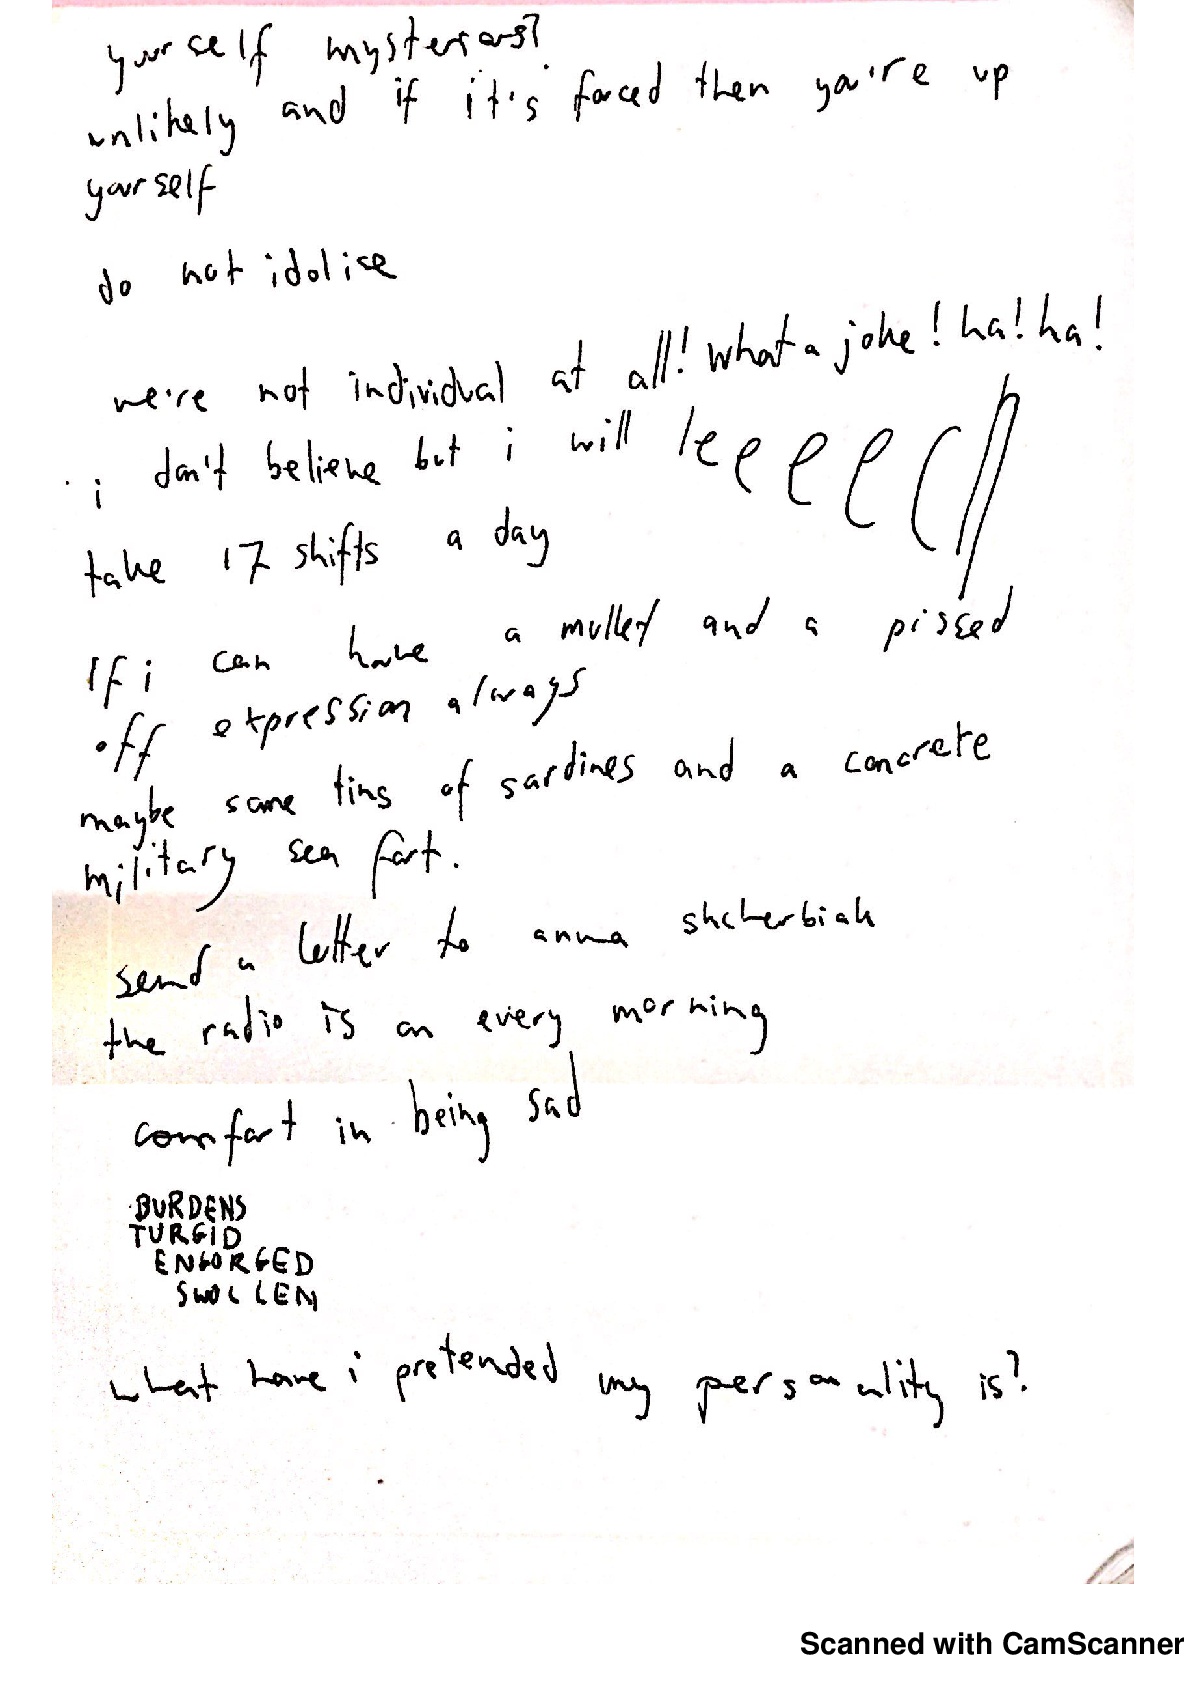 yourself mysterious?
unlikely and if it's forced then you're up
yourself
do not idolise
we're not individual at all! what a joke! ha! ha!
i don't believe but i will
take 17 shifts a day
If i can have a mullet and a pissed
off expression always
maybe some tins of sardines and a concrete
military sea fort.
send a letter to anna shcherbiak
the radio is on every morning
comfort in being sad
BURDENS
TURGID
ENGORGED
SWOLLEN
what have i pretended my personality is?
Scanned with CamScanner